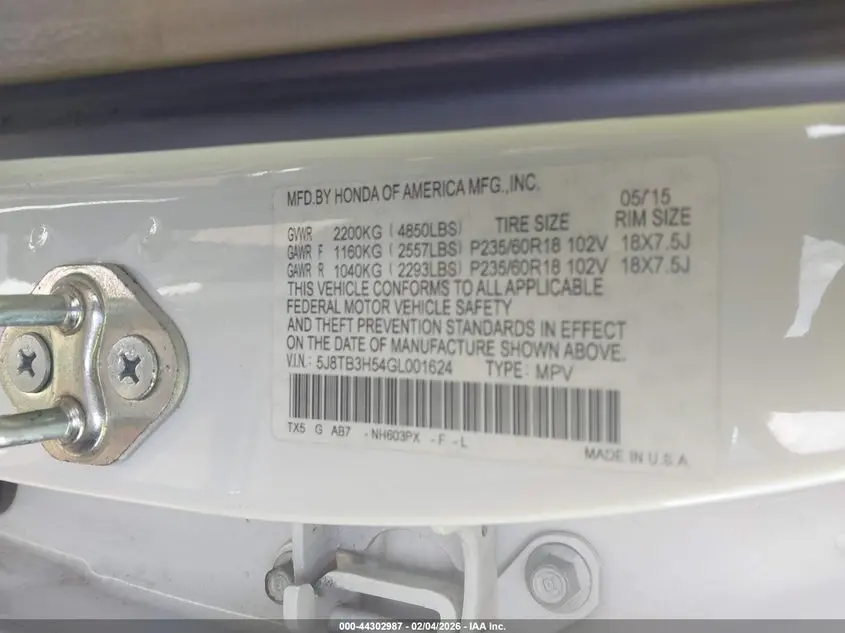 MFD.BY HONDA OF AMERICA MFG.,INC. 05/15
TIRE SIZE RIM SIZE
GVWR 2200KG ( 4850LBS)
GAWR F 1160KG ( 2557LBS) P235/60R18 102V 18X7.5J
GAWR R 1040KG ( 2293LBS) P235/60R18 102V 18X7.5J
THIS VEHICLE CONFORMS TO ALL APPLICABLE
FEDERAL MOTOR VEHICLE SAFETY
AND THEFT PREVENTION STANDARDS IN EFFECT
ON THE DATE OF MANUFACTURE SHOWN ABOVE.
V.I.N.: 5J8TB3H54GL001624 TYPE: MPV
TX5 G AB7 -NH603PX -F -L
MADE IN U.S.A
000-44302987 - 02/04/2026 - IAA Inc.